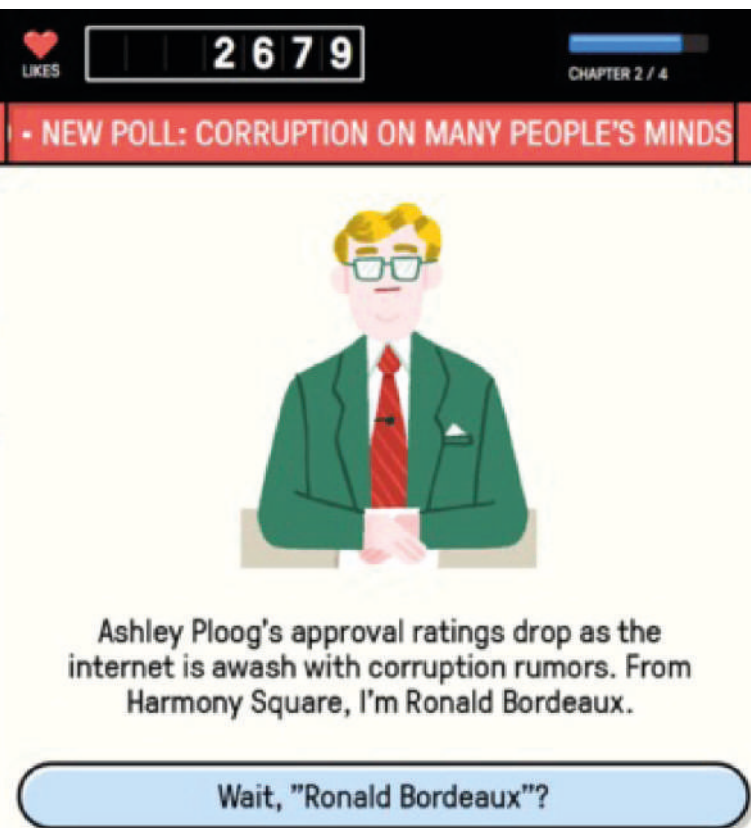 2679
LIKES
CHAPTER 2 / 4
• NEW POLL: CORRUPTION ON MANY PEOPLE'S MINDS
Ashley Ploog's approval ratings drop as the
internet is awash with corruption rumors. From
Harmony Square, I'm Ronald Bordeaux.
Wait, ”Ronald Bordeaux”?